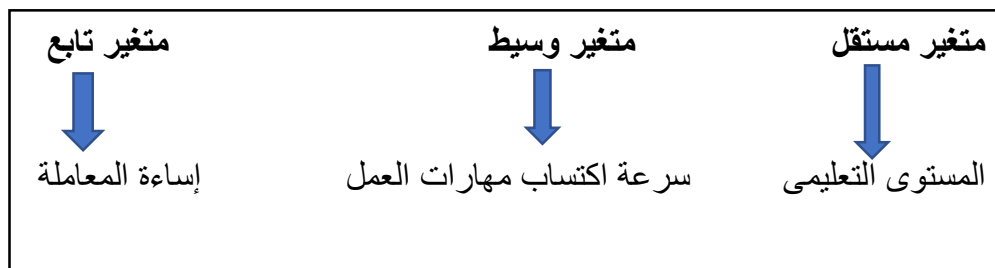 متغير مستقل متغير وسيط متغير تابع
المستوى التعليمى سرعة اكتساب مهارات العمل إساءة المعاملة